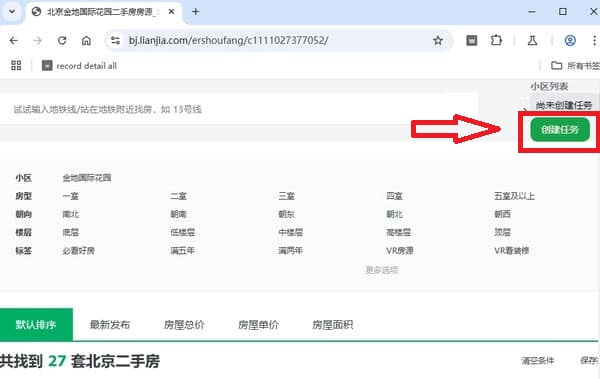 北京金地国际花园二手房房源_
bj.lianjia.com/ershoufang/c1111027377052/
record detail all
所有书签
小区列表
尚未创建任务
试试输入地铁线/站在地铁附近找房，如 13号线
创建任务
小区 金地国际花园
房型 一室 二室 三室 四室 五室及以上
朝向 南北 朝南 朝东 朝北 朝西
楼层 底层 低楼层 中楼层 高楼层 顶层
标签 必看好房 满五年 满两年 VR房源 VR看装修
更多选项
默认排序 最新发布 房屋总价 房屋单价 房屋面积
共找到 27 套北京二手房 清空条件 保存